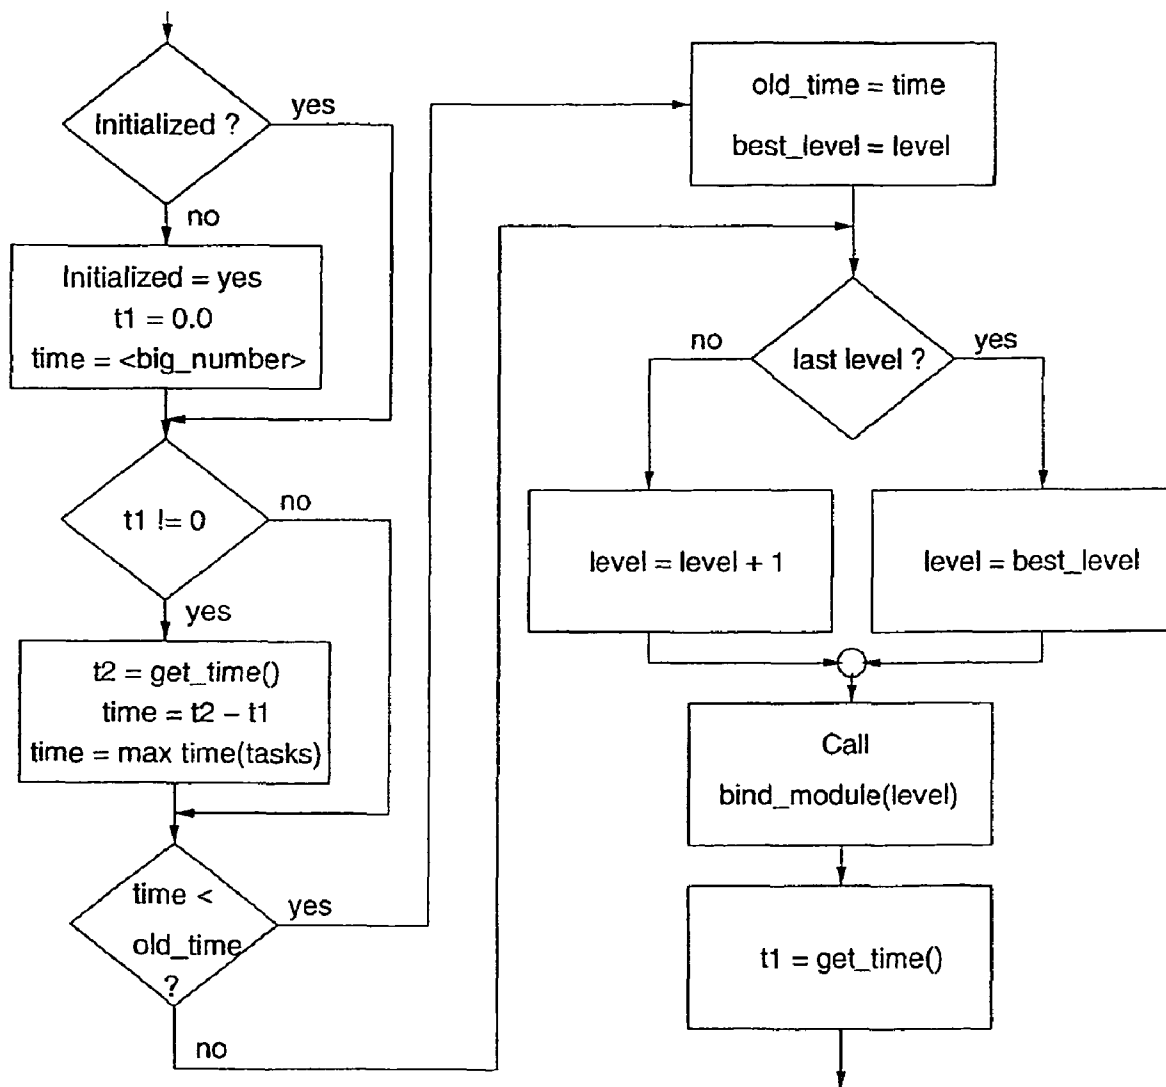 Initialized ?
yes
no
Initialized = yes
t1 = 0.0
time = <big_number>
t1 != 0
no
yes
t2 = get_time()
time = t2 – t1
time = max time(tasks)
time <
old_time
?
yes
no
old_time = time
best_level = level
last level ?
no
yes
level = level + 1
level = best_level
Call
bind_module(level)
t1 = get_time()